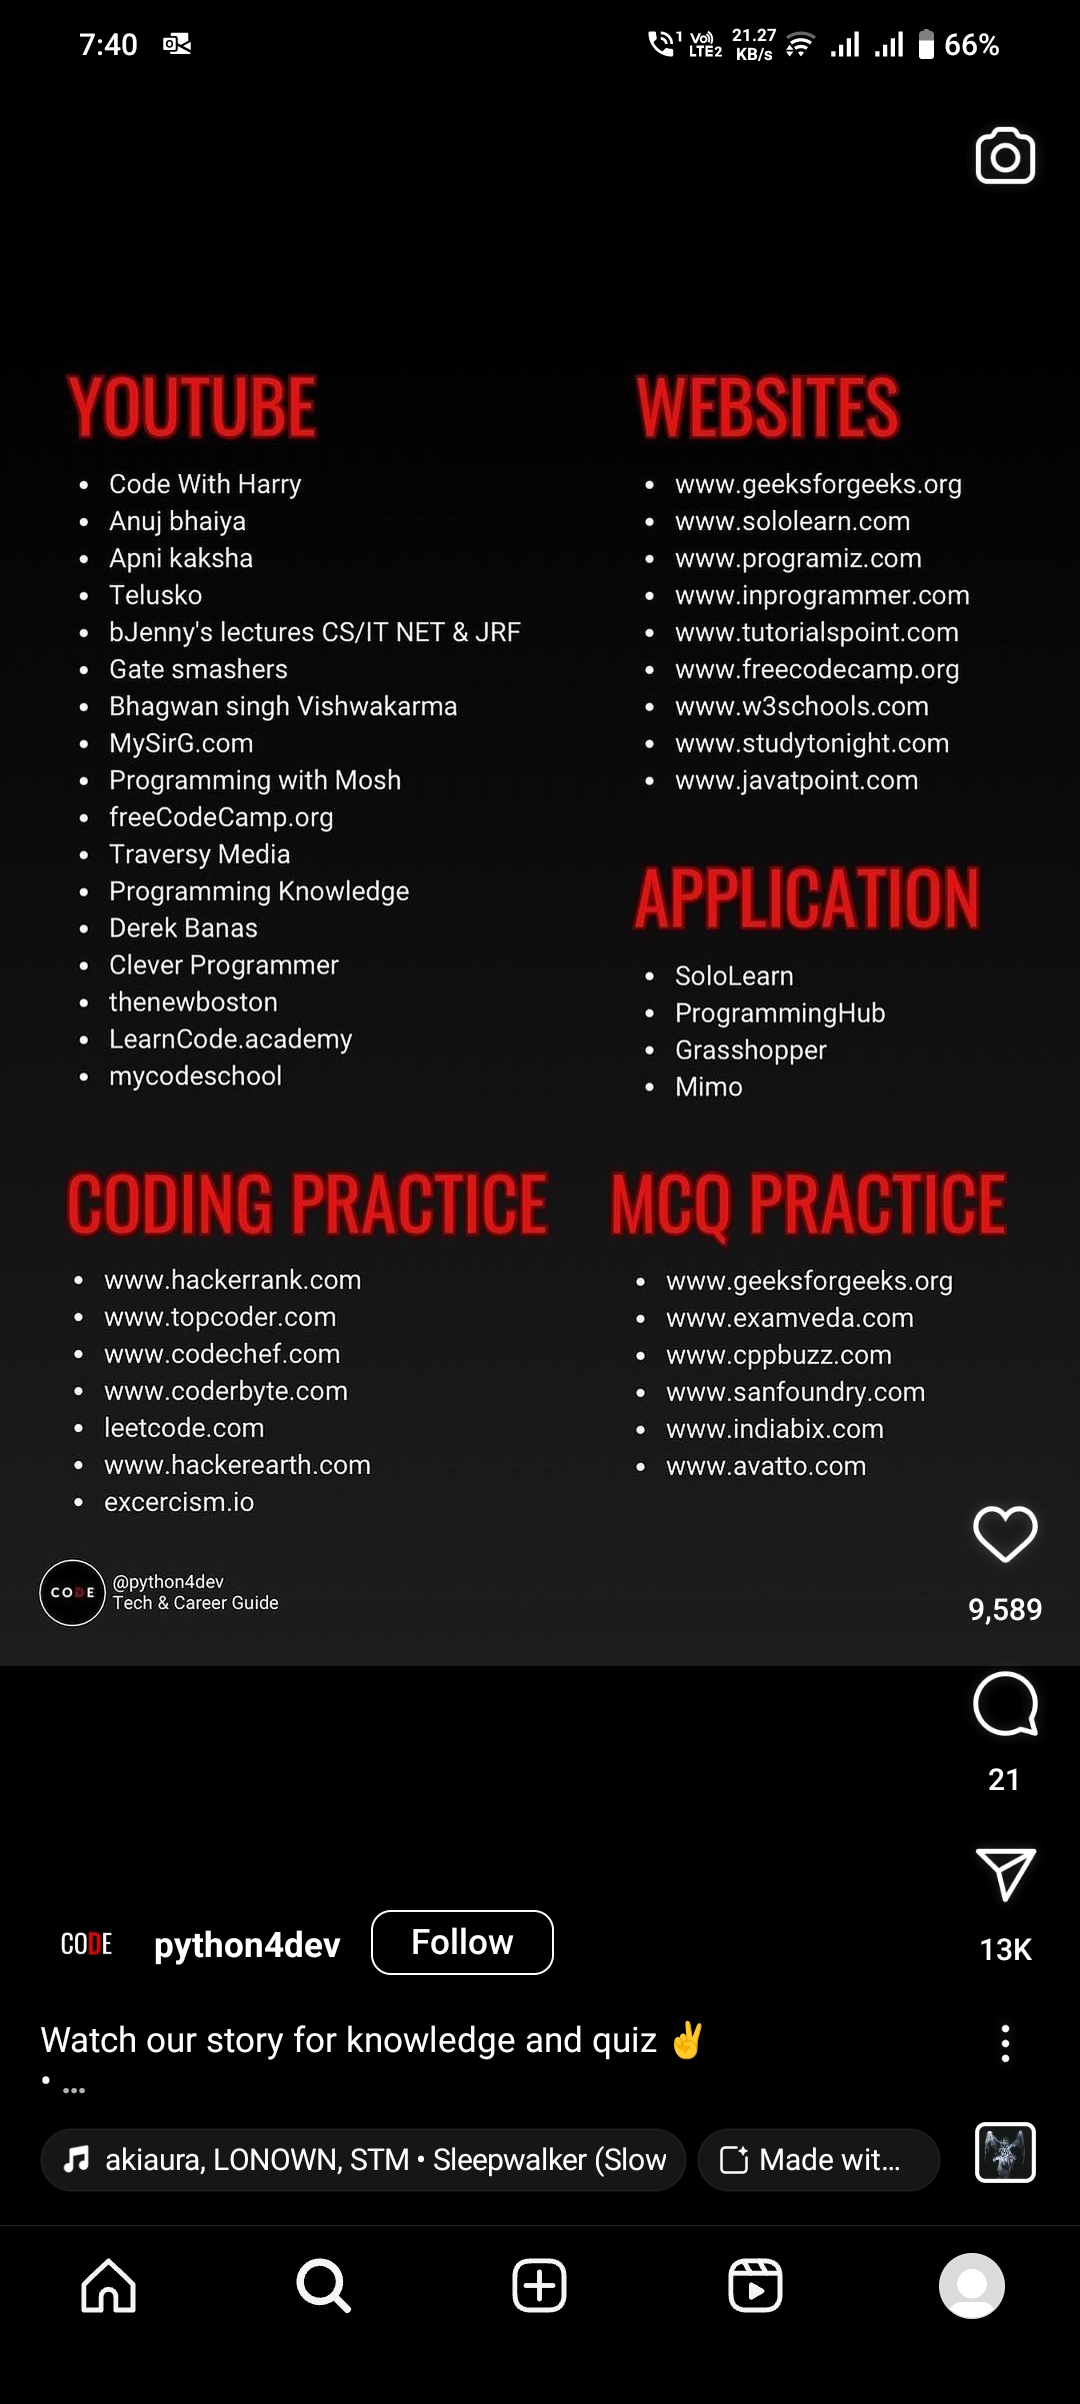 7:40
1 Vo)) LTE2 21.27 KB/s 66%
YOUTUBE
• Code With Harry
• Anuj bhaiya
• Apni kaksha
• Telusko
• bJenny's lectures CS/IT NET & JRF
• Gate smashers
• Bhagwan singh Vishwakarma
• MySirG.com
• Programming with Mosh
• freeCodeCamp.org
• Traversy Media
• Programming Knowledge
• Derek Banas
• Clever Programmer
• thenewboston
• LearnCode.academy
• mycodeschool
WEBSITES
• www.geeksforgeeks.org
• www.sololearn.com
• www.programiz.com
• www.inprogrammer.com
• www.tutorialspoint.com
• www.freecodecamp.org
• www.w3schools.com
• www.studytonight.com
• www.javatpoint.com
APPLICATION
• SoloLearn
• ProgrammingHub
• Grasshopper
• Mimo
CODING PRACTICE
• www.hackerrank.com
• www.topcoder.com
• www.codechef.com
• www.coderbyte.com
• leetcode.com
• www.hackerearth.com
• excercism.io
MCQ PRACTICE
• www.geeksforgeeks.org
• www.examveda.com
• www.cppbuzz.com
• www.sanfoundry.com
• www.indiabix.com
• www.avatto.com
CODE
@python4dev
Tech & Career Guide
9,589
21
13K
CODE python4dev Follow
Watch our story for knowledge and quiz ✌️
• ...
akiaura, LONOWN, STM • Sleepwalker (Slow
Made wit...